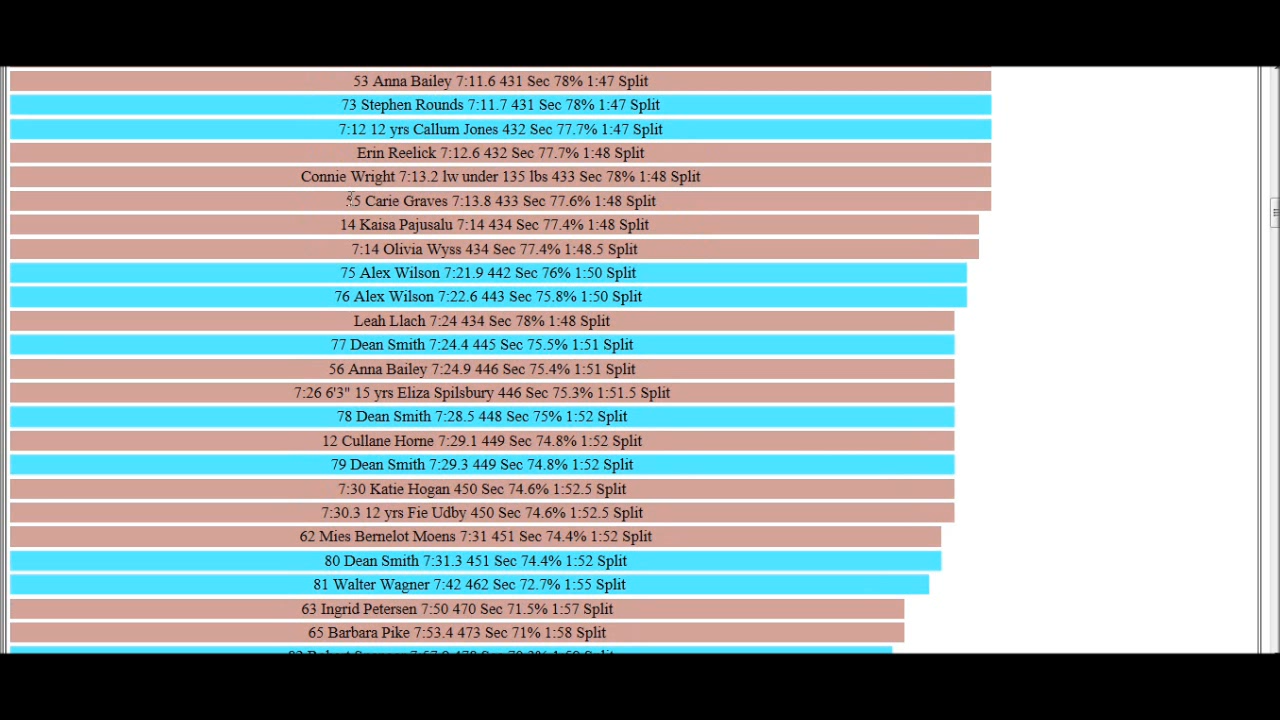 53 Anna Bailey 7:11.6 431 Sec 78% 1:47 Split
73 Stephen Rounds 7:11.7 431 Sec 78% 1:47 Split
7:12 12 yrs Callum Jones 432 Sec 77.7% 1:47 Split
Erin Reelick 7:12.6 432 Sec 77.7% 1:48 Split
Connie Wright 7:13.2 lw under 135 lbs 433 Sec 78% 1:48 Split
Carie Graves 7:13.8 433 Sec 77.6% 1:48 Split
14 Kaisa Pajusalu 7:14 434 Sec 77.4% 1:48 Split
7:14 Olivia Wyss 434 Sec 77.4% 1:48.5 Split
75 Alex Wilson 7:21.9 442 Sec 76% 1:50 Split
76 Alex Wilson 7:22.6 443 Sec 75.8% 1:50 Split
Leah Llach 7:24 434 Sec 78% 1:48 Split
77 Dean Smith 7:24.4 445 Sec 75.5% 1:51 Split
56 Anna Bailey 7:24.9 446 Sec 75.4% 1:51 Split
7:26 6'3" 15 yrs Eliza Spilsbury 446 Sec 75.3% 1:51.5 Split
78 Dean Smith 7:28.5 448 Sec 75% 1:52 Split
12 Cullane Horne 7:29.1 449 Sec 74.8% 1:52 Split
79 Dean Smith 7:29.3 449 Sec 74.8% 1:52 Split
7:30 Katie Hogan 450 Sec 74.6% 1:52.5 Split
7:30.3 12 yrs Fie Udby 450 Sec 74.6% 1:52.5 Split
62 Mies Bernelot Moens 7:31 451 Sec 74.4% 1:52 Split
80 Dean Smith 7:31.3 451 Sec 74.4% 1:52 Split
81 Walter Wagner 7:42 462 Sec 72.7% 1:55 Split
63 Ingrid Petersen 7:50 470 Sec 71.5% 1:57 Split
65 Barbara Pike 7:53.4 473 Sec 71% 1:58 Split